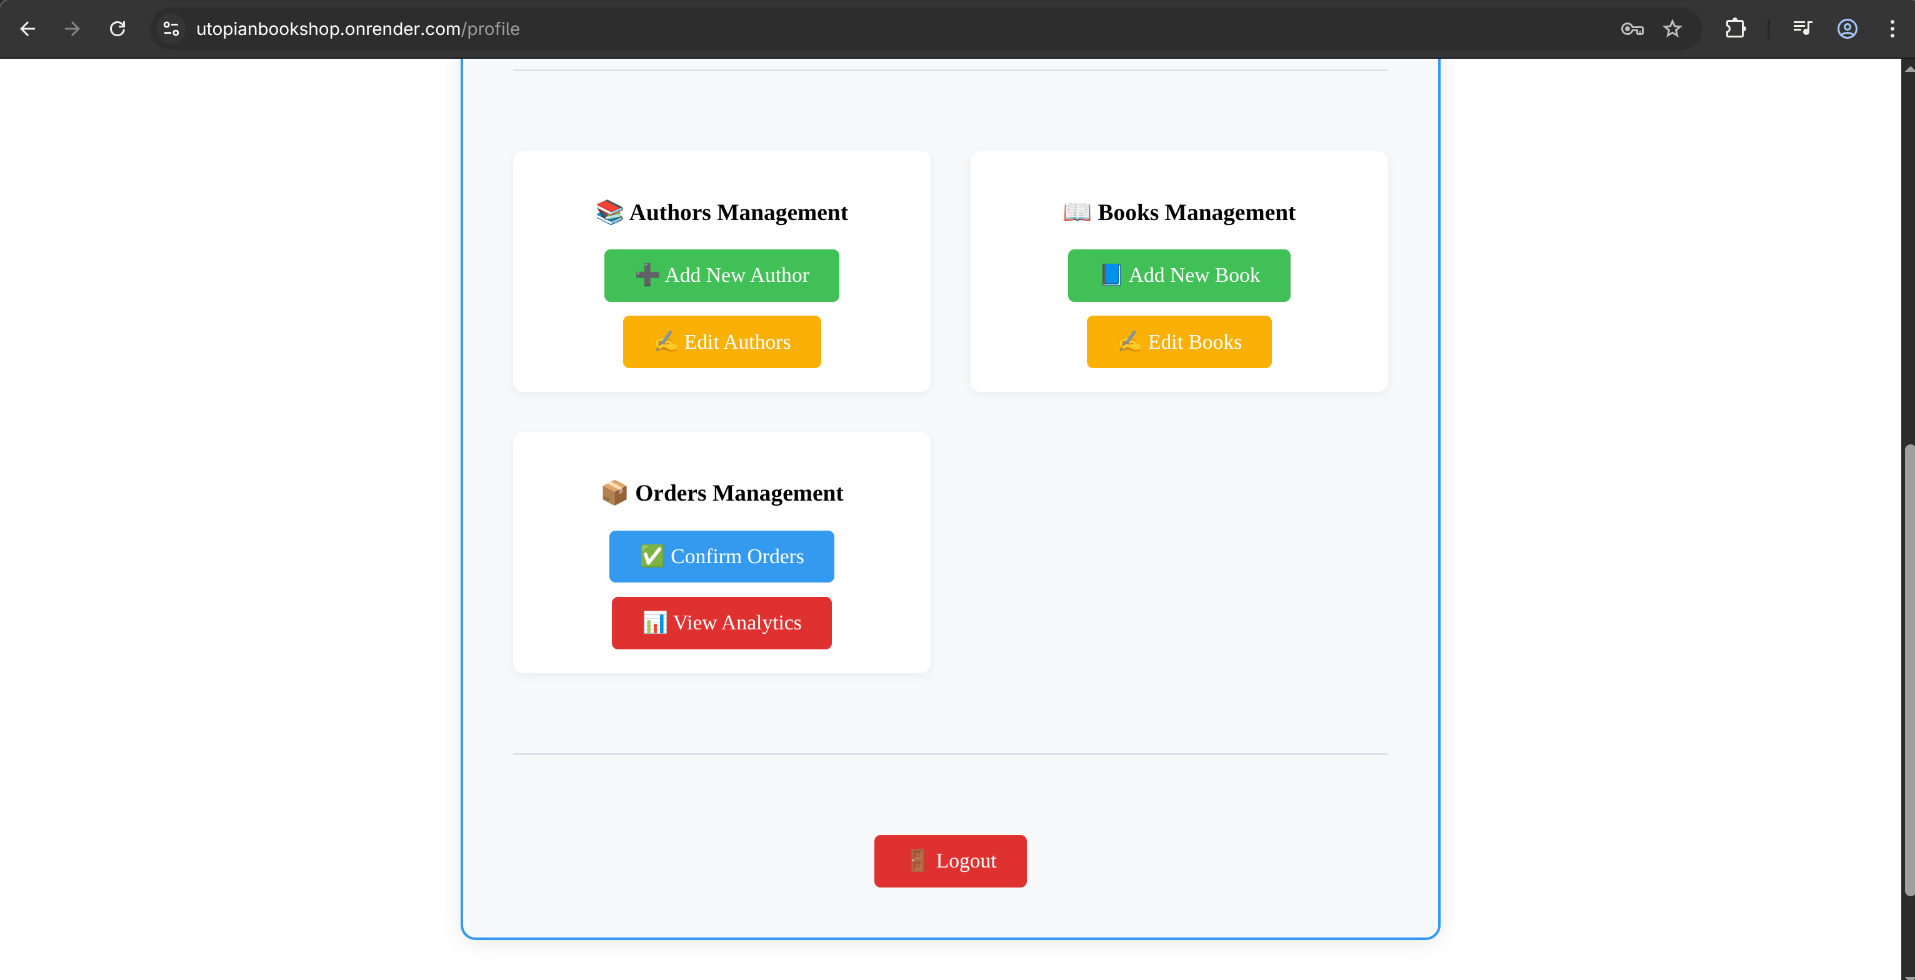 utopianbookshop.onrender.com/profile
📚 Authors Management
➕ Add New Author
✍️ Edit Authors
📖 Books Management
📘 Add New Book
✍️ Edit Books
📦 Orders Management
✅ Confirm Orders
📊 View Analytics
🚪 Logout